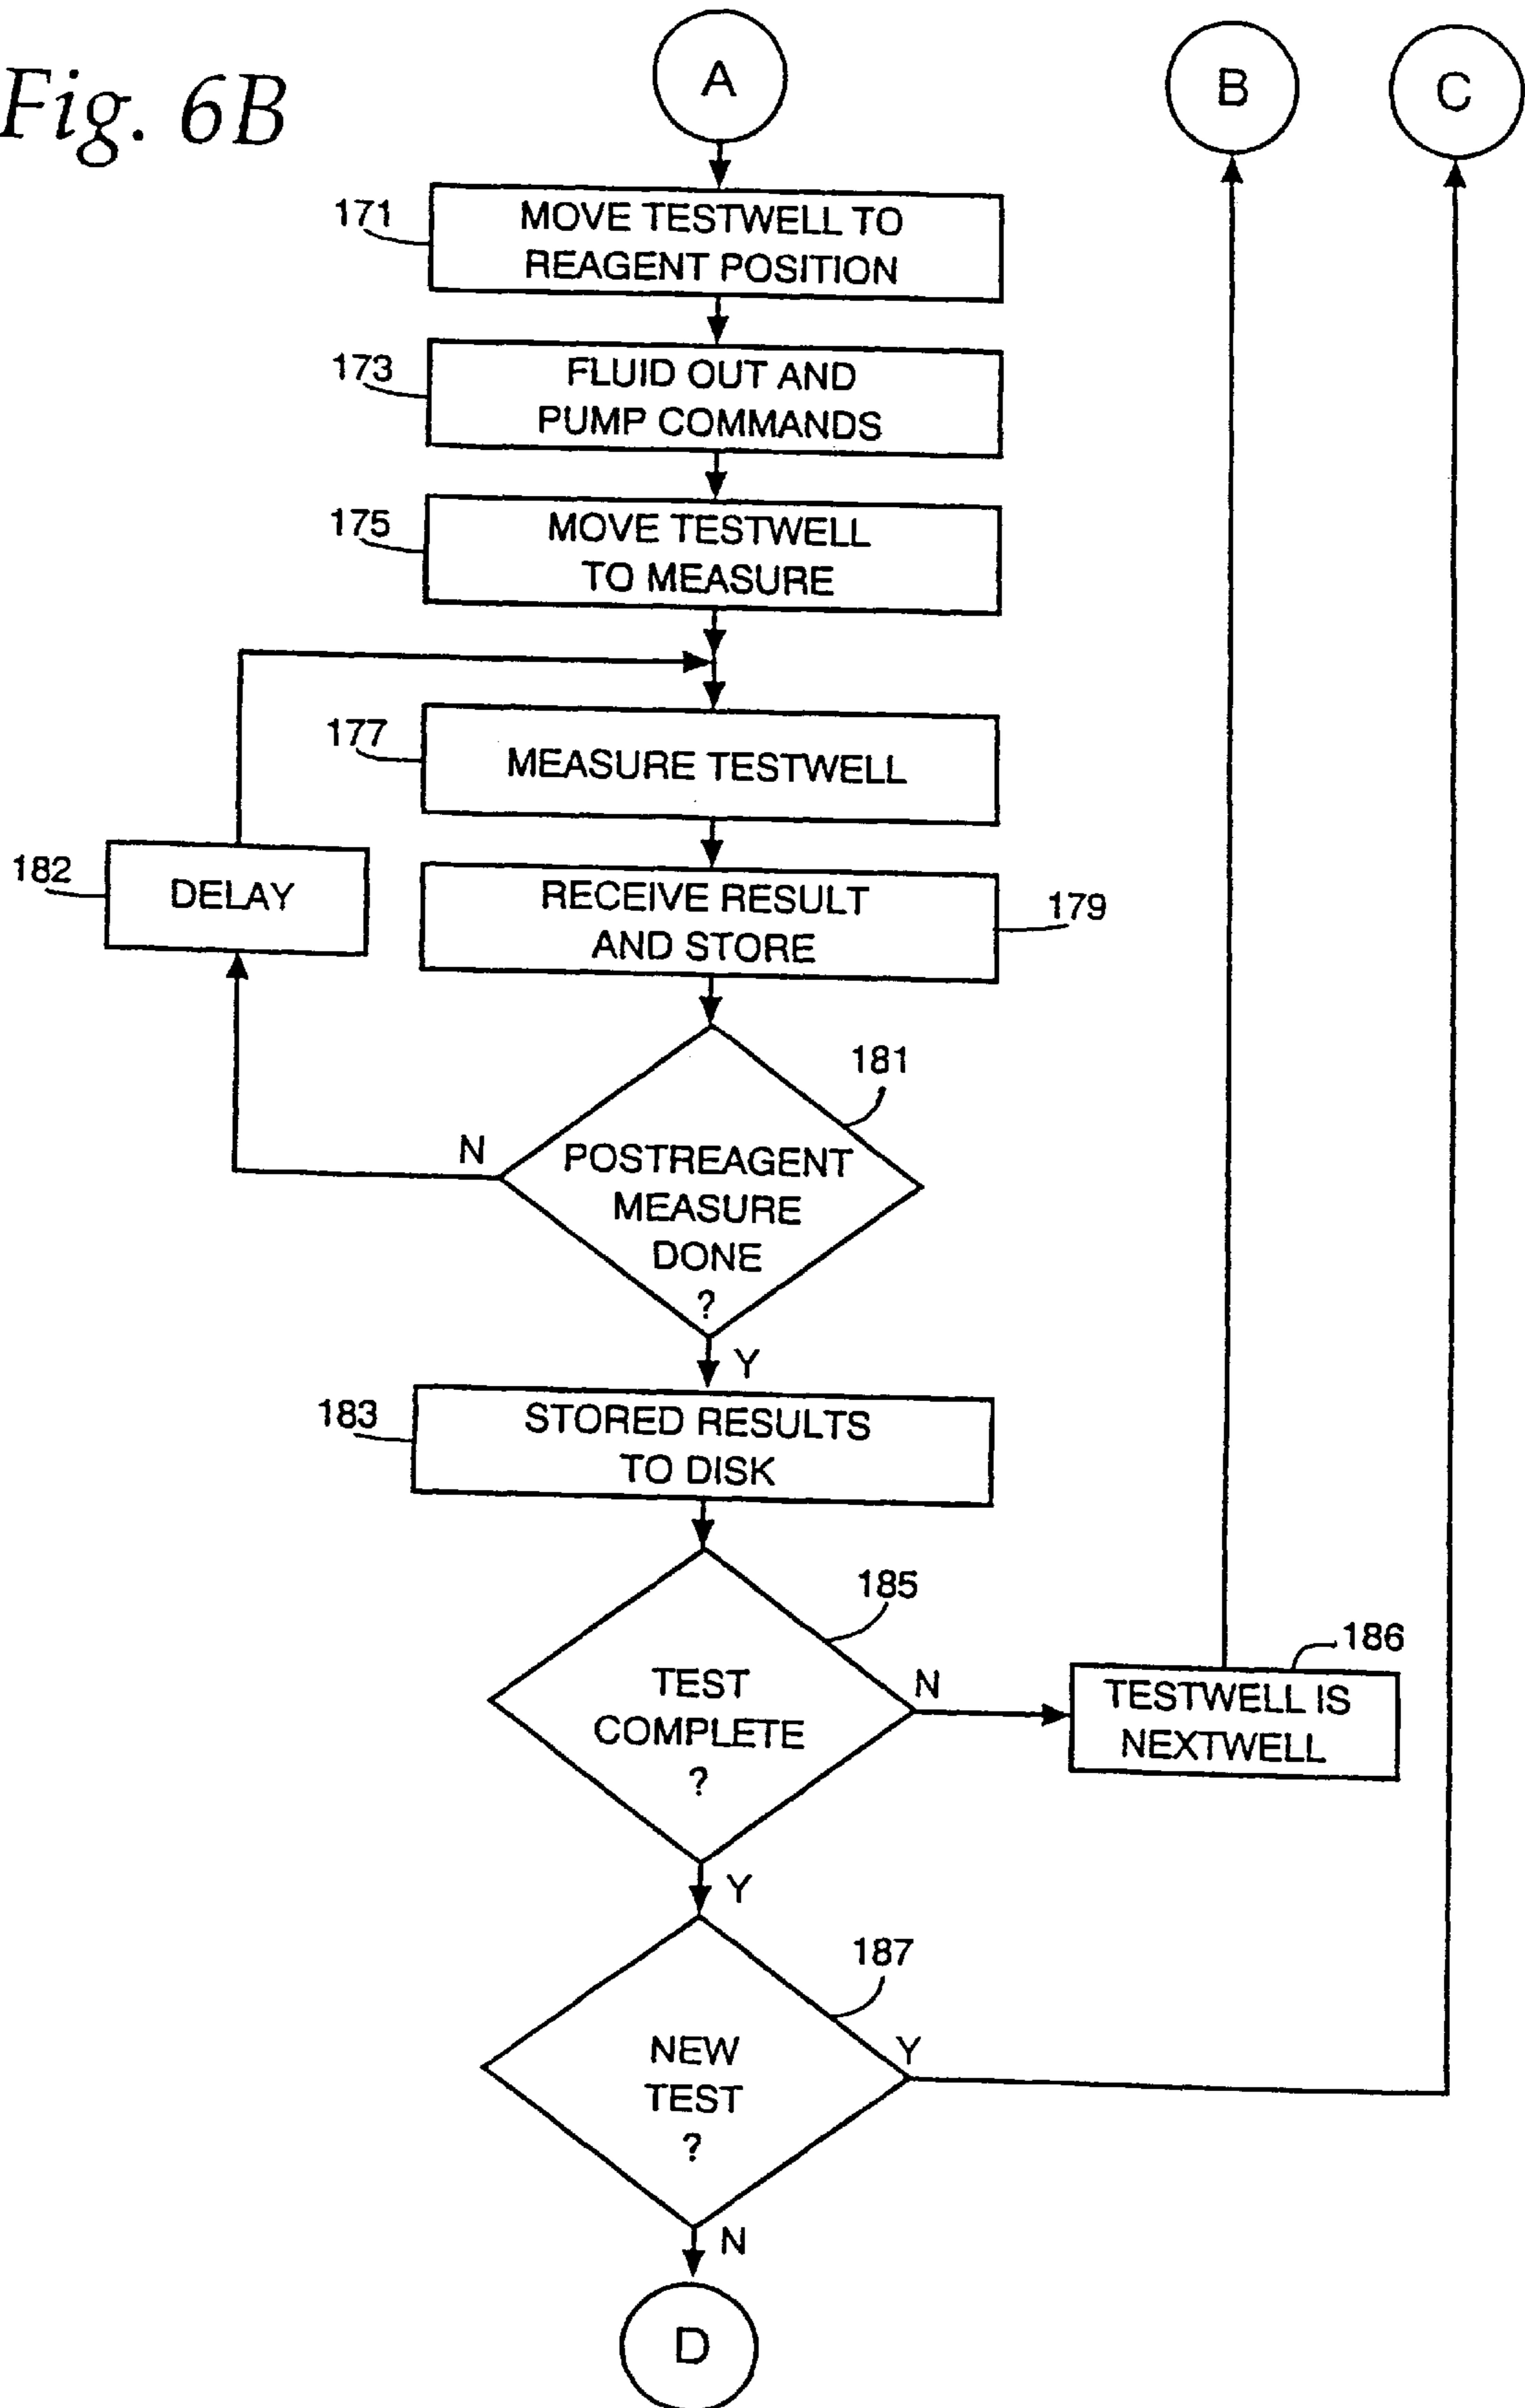 Fig. 6B
A
B
C
171
MOVE TESTWELL TO
REAGENT POSITION
173
FLUID OUT AND
PUMP COMMANDS
175
MOVE TESTWELL
TO MEASURE
177
MEASURE TESTWELL
182
DELAY
RECEIVE RESULT
AND STORE
179
181
N
POSTREAGENT
MEASURE
DONE
?
Y
183
STORED RESULTS
TO DISK
185
TEST
COMPLETE
?
N
186
TESTWELL IS
NEXTWELL
Y
187
NEW
TEST
?
Y
N
D